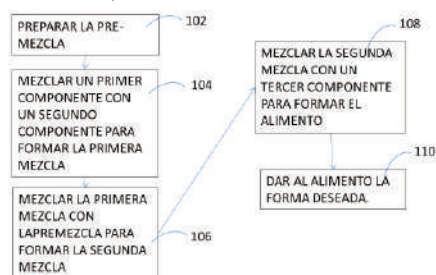 PREPARAR LA PRE-
MEZCLA
102
MEZCLAR UN PRIMER
COMPONENTE CON
UN SEGUNDO
COMPONENTE PARA
FORMAR LA PRIMERA
MEZCLA
104
MEZCLAR LA PRIMERA
MEZCLA CON
LAPREMEZCLA PARA
FORMAR LA SEGUNDA
MEZCLA
106
MEZCLAR LA SEGUNDA
MEZCLA CON UN
TERCER COMPONENTE
PARA FORMAR EL
ALIMENTO
108
DAR AL ALIMENTO LA
FORMA DESEADA.
110